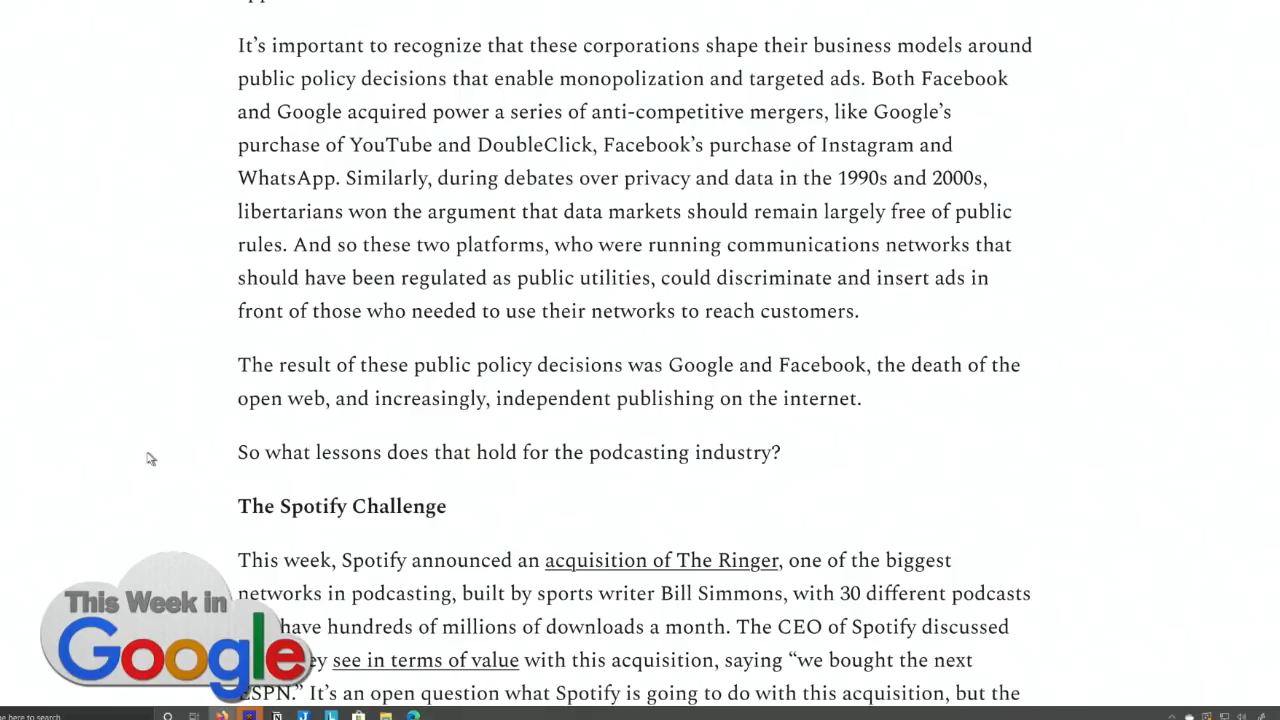 It's important to recognize that these corporations shape their business models around
public policy decisions that enable monopolization and targeted ads. Both Facebook
and Google acquired power a series of anti-competitive mergers, like Google's
purchase of YouTube and DoubleClick, Facebook's purchase of Instagram and
WhatsApp. Similarly, during debates over privacy and data in the 1990s and 2000s,
libertarians won the argument that data markets should remain largely free of public
rules. And so these two platforms, who were running communications networks that
should have been regulated as public utilities, could discriminate and insert ads in
front of those who needed to use their networks to reach customers.
The result of these public policy decisions was Google and Facebook, the death of the
open web, and increasingly, independent publishing on the internet.
So what lessons does that hold for the podcasting industry?
The Spotify Challenge
This week, Spotify announced an acquisition of The Ringer, one of the biggest
networks in podcasting, built by sports writer Bill Simmons, with 30 different podcasts
have hundreds of millions of downloads a month. The CEO of Spotify discussed
see in terms of value with this acquisition, saying “we bought the next
ESPN.” It's an open question what Spotify is going to do with this acquisition, but the
This Week in
Google
here to search